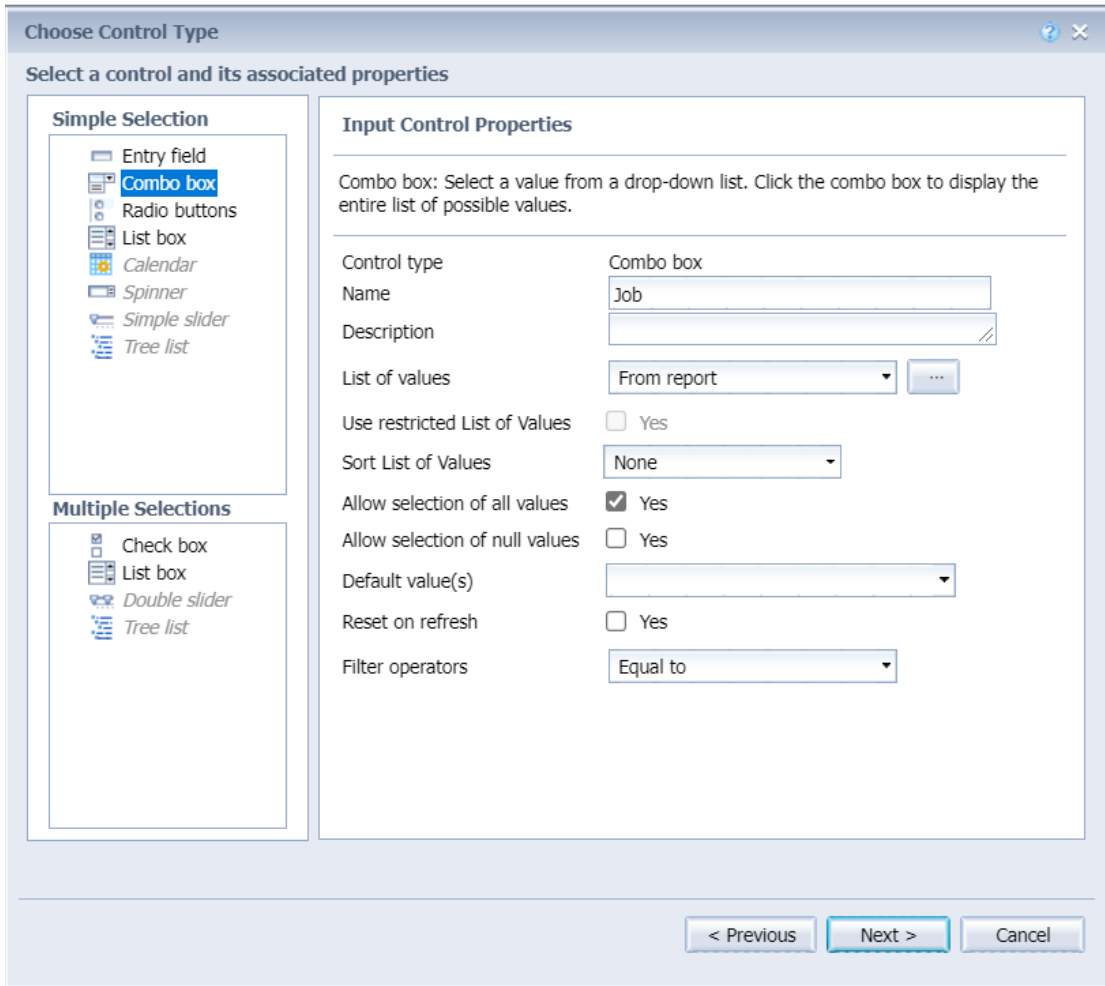 Choose Control Type
Select a control and its associated properties
Simple Selection
Entry field
Combo box
Radio buttons
List box
Calendar
Spinner
Simple slider
Tree list
Multiple Selections
Check box
List box
Double slider
Tree list
Input Control Properties
Combo box: Select a value from a drop-down list. Click the combo box to display the
entire list of possible values.
Control type Combo box
Name Job
Description
List of values From report ...
Use restricted List of Values Yes
Sort List of Values None
Allow selection of all values Yes
Allow selection of null values Yes
Default value(s)
Reset on refresh Yes
Filter operators Equal to
< Previous Next > Cancel